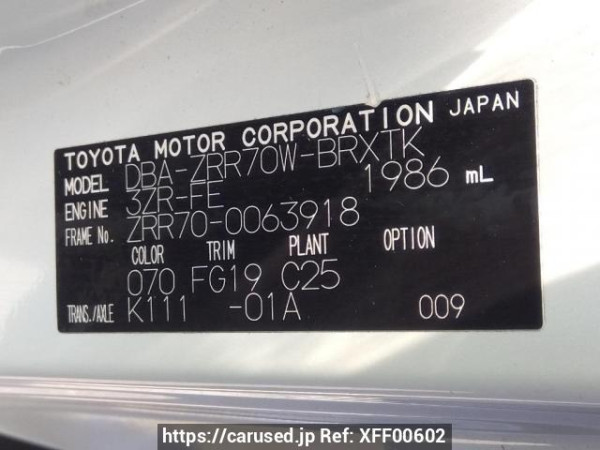 TOYOTA MOTOR CORPORATION JAPAN
MODEL DBA-ZRR70W-BRXTK
ENGINE 3ZR-FE 1986 mL
FRAME No. ZRR70-0063918
COLOR TRIM PLANT OPTION
070 FG19 C25
TRANS./AXLE K111 -01A 009
https://carused.jp Ref: XFF00602